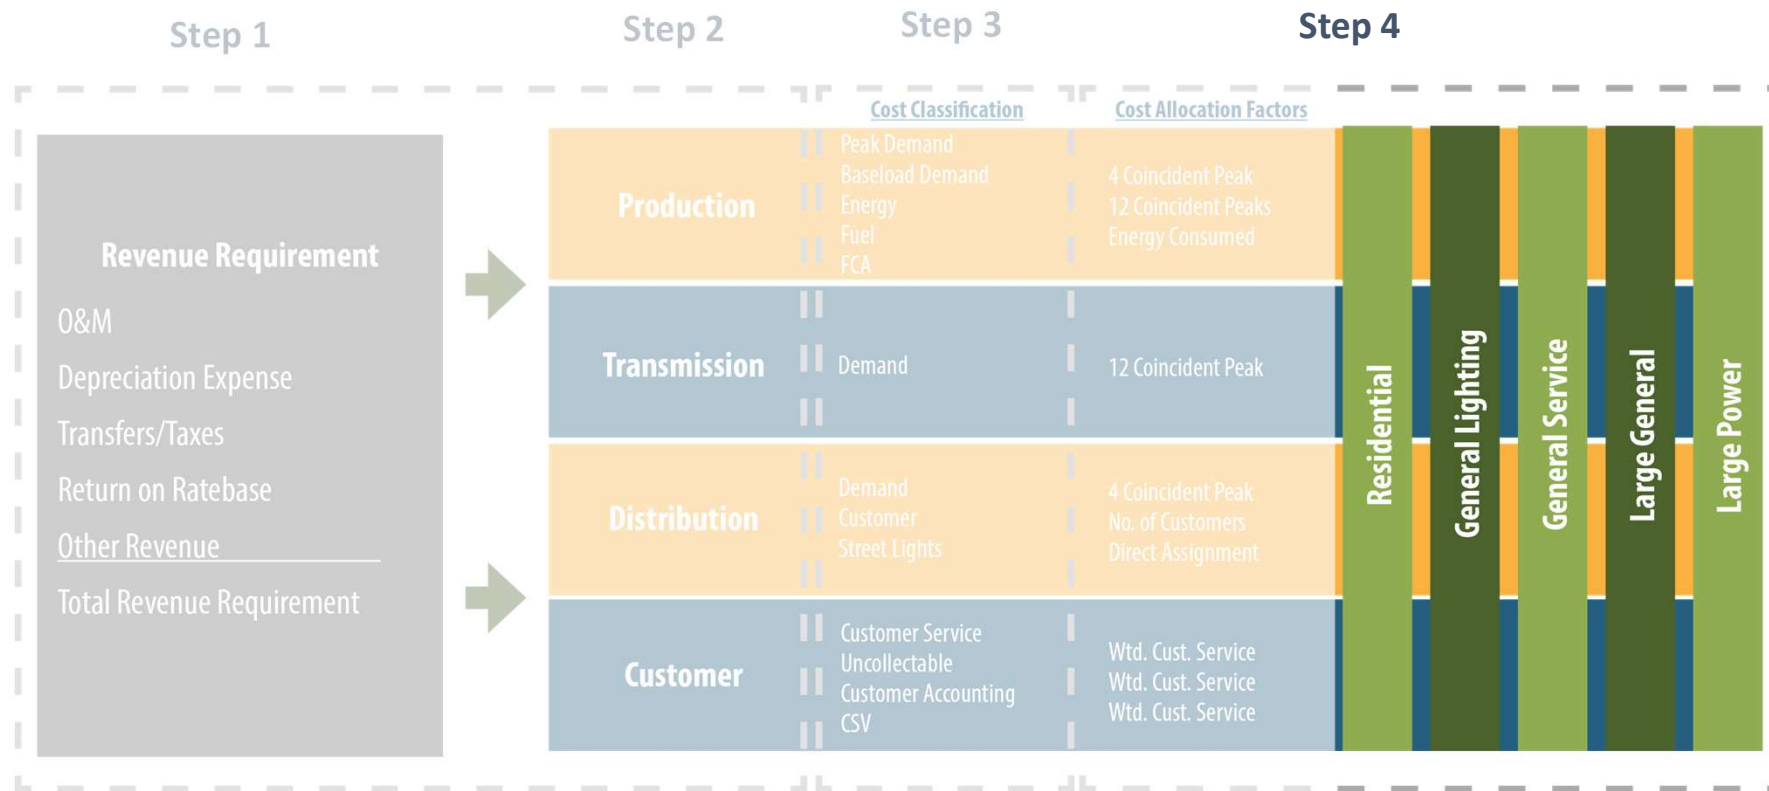 Step 1
Step 2
Step 3
Step 4
Revenue Requirement
O&M
Depreciation Expense
Transfers/Taxes
Return on Ratebase
Other Revenue
Total Revenue Requirement
Production
Transmission
Distribution
Customer
Cost Classification
Peak Demand
Baseload Demand
Energy
Fuel
FCA
Demand
Demand
Customer
Street Lights
Customer Service
Uncollectable
Customer Accounting
CSV
Cost Allocation Factors
4 Coincident Peak
12 Coincident Peaks
Energy Consumed
12 Coincident Peak
4 Coincident Peak
No. of Customers
Direct Assignment
Wtd. Cust. Service
Wtd. Cust. Service
Wtd. Cust. Service
Residential
General Lighting
General Service
Large General
Large Power